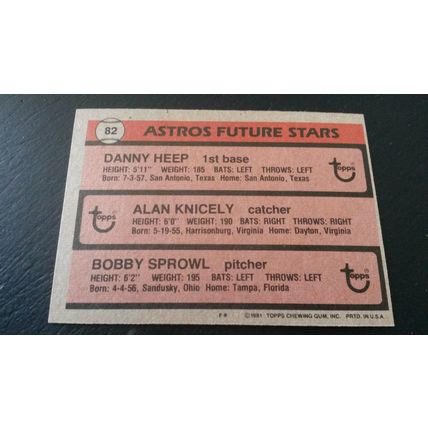 82 ASTROS FUTURE STARS
DANNY HEEP 1st base
HEIGHT: 5'11" WEIGHT: 185 BATS: LEFT THROWS: LEFT
Born: 7-3-57, San Antonio, Texas Home: San Antonio, Texas
topps®
ALAN KNICELY catcher
HEIGHT: 6'0" WEIGHT: 190 BATS: RIGHT THROWS: RIGHT
Born: 5-19-55, Harrisonburg, Virginia Home: Dayton, Virginia
topps®
BOBBY SPROWL pitcher
HEIGHT: 6'2" WEIGHT: 195 BATS: LEFT THROWS: LEFT
Born: 4-4-56, Sandusky, Ohio Home: Tampa, Florida
topps®
©1981 TOPPS CHEWING GUM, INC. PRTD. IN U.S.A.